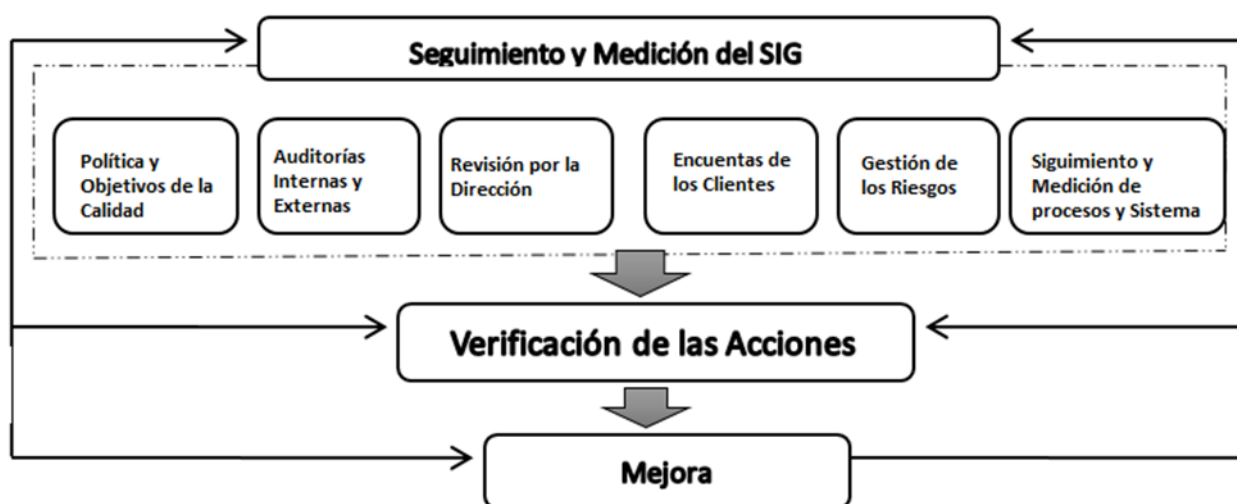 Seguimiento y Medición del SIG
Política y
Objetivos de la
Calidad
Auditorías
Internas y
Externas
Revisión por la
Dirección
Encuentas de
los Clientes
Gestión de
los Riesgos
Siguimiento y
Medición de
procesos y Sistema
Verificación de las Acciones
Mejora